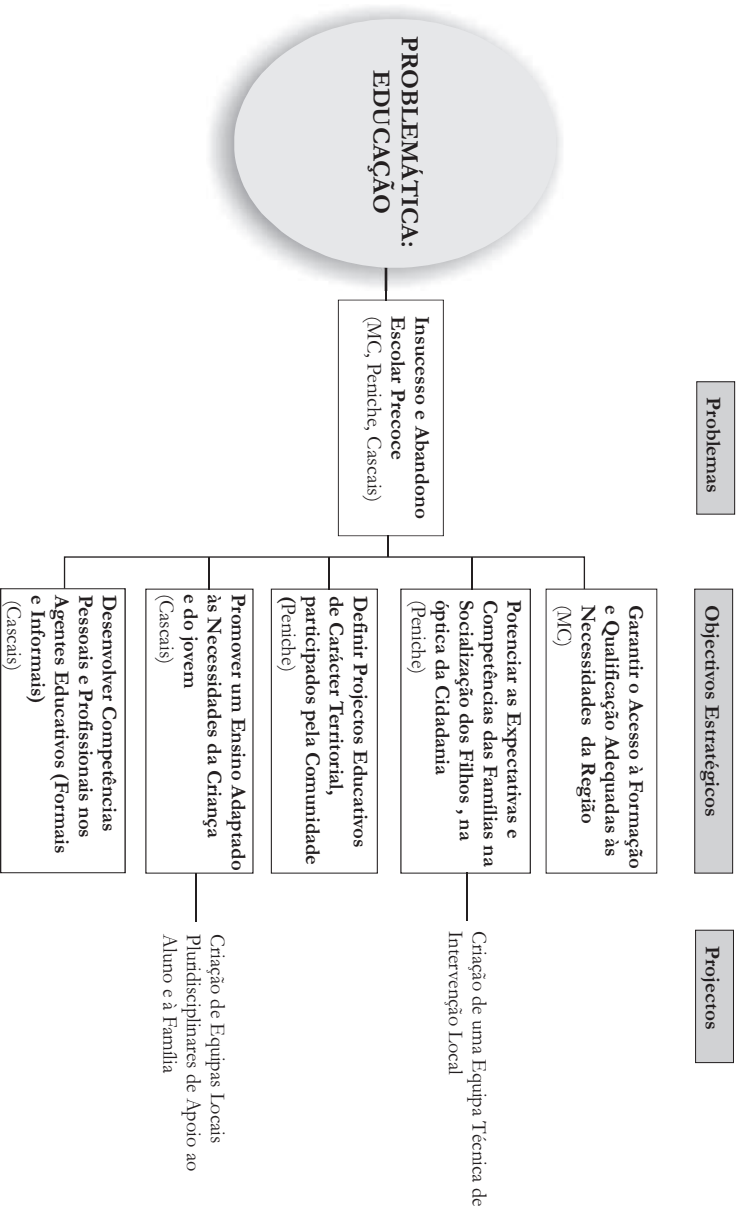 Problemas
Objectivos Estratégicos
Projectos
PROBLEMÁTICA:
EDUCAÇÃO
Insucesso e Abandono
Escolar Precoce
(MC, Peniche, Cascais)
Garantir o Acesso à Formação
e Qualificação Adequadas às
Necessidades da Região
(MC)
Potenciar as Expectativas e
Competências das Famílias na
Socialização dos Filhos , na
óptica da Cidadania
(Peniche)
Criação de uma Equipa Técnica de
Intervenção Local
Definir Projectos Educativos
de Carácter Territorial,
participados pela Comunidade
(Peniche)
Promover um Ensino Adaptado
às Necessidades da Criança
e do jovem
(Cascais)
Criação de Equipas Locais
Pluridisciplinares de Apoio ao
Aluno e à Família
Desenvolver Competências
Pessoais e Profissionais nos
Agentes Educativos (Formais
e Informais)
(Cascais)